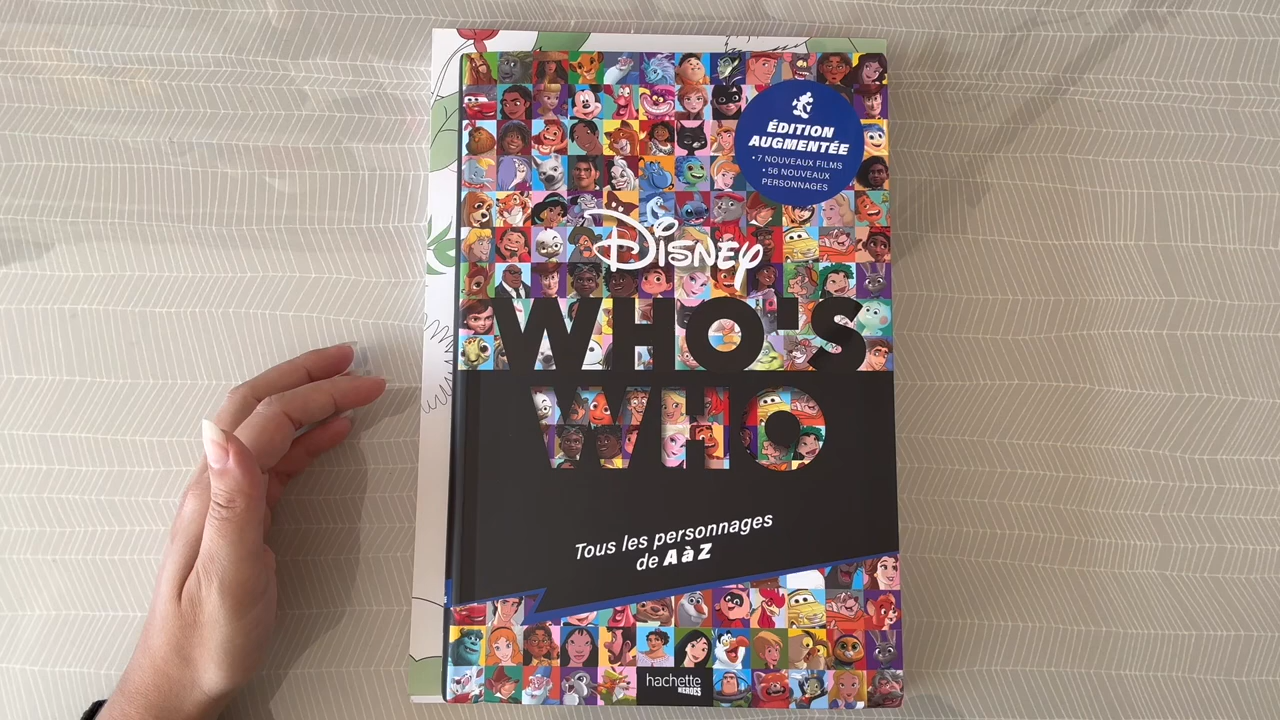 ÉDITION
AUGMENTÉE
• 7 NOUVEAUX FILMS
• 56 NOUVEAUX
PERSONNAGES
DISNEY
WHO'S
WHO
Tous les personnages
de A à Z
hachette
HEROES